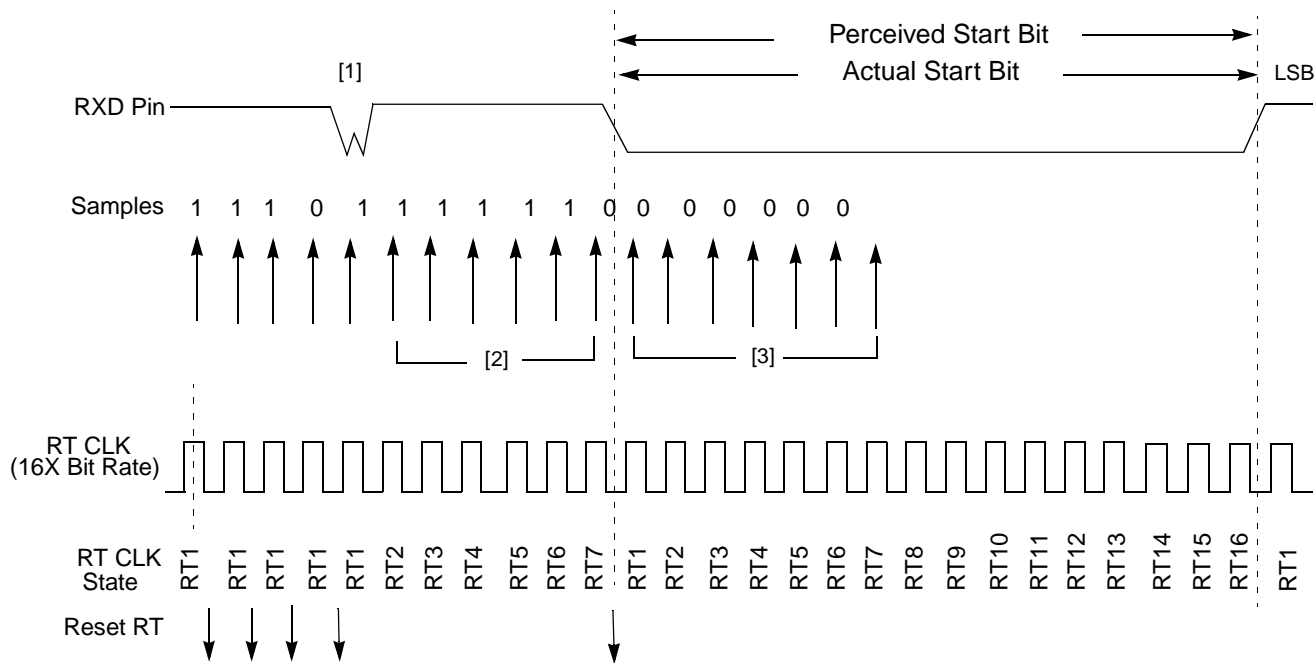 Perceived Start Bit
Actual Start Bit
LSB
[1]
RXD Pin
Samples 1 1 1 0 1 1 1 1 1 1 0 0 0 0 0 0 0
[2]
[3]
RT CLK
(16X Bit Rate)
RT CLK
State
RT1 RT1 RT1 RT1 RT1 RT2 RT3 RT4 RT5 RT6 RT7 RT1 RT2 RT3 RT4 RT5 RT6 RT7 RT8 RT9 RT10 RT11 RT12 RT13 RT14 RT15 RT16 RT1
Reset RT